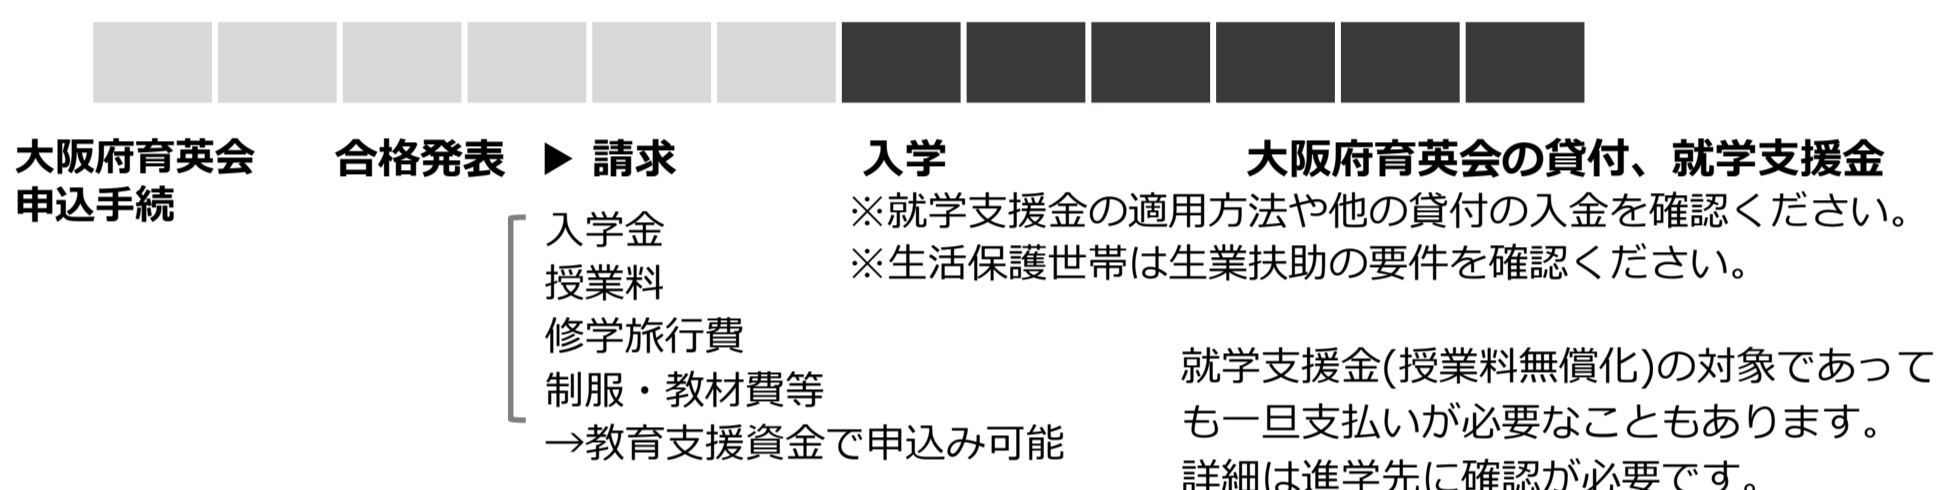 大阪府育英会
申込手続
合格発表 ▶ 請求
入学金
授業料
修学旅行費
制服・教材費等
→教育支援資金で申込み可能
入学
大阪府育英会の貸付、就学支援金
※就学支援金の適用方法や他の貸付の入金を確認ください。
※生活保護世帯は生業扶助の要件を確認ください。
就学支援金(授業料無償化)の対象であって
も一旦支払いが必要なこともあります。
詳細は進学先に確認が必要です。